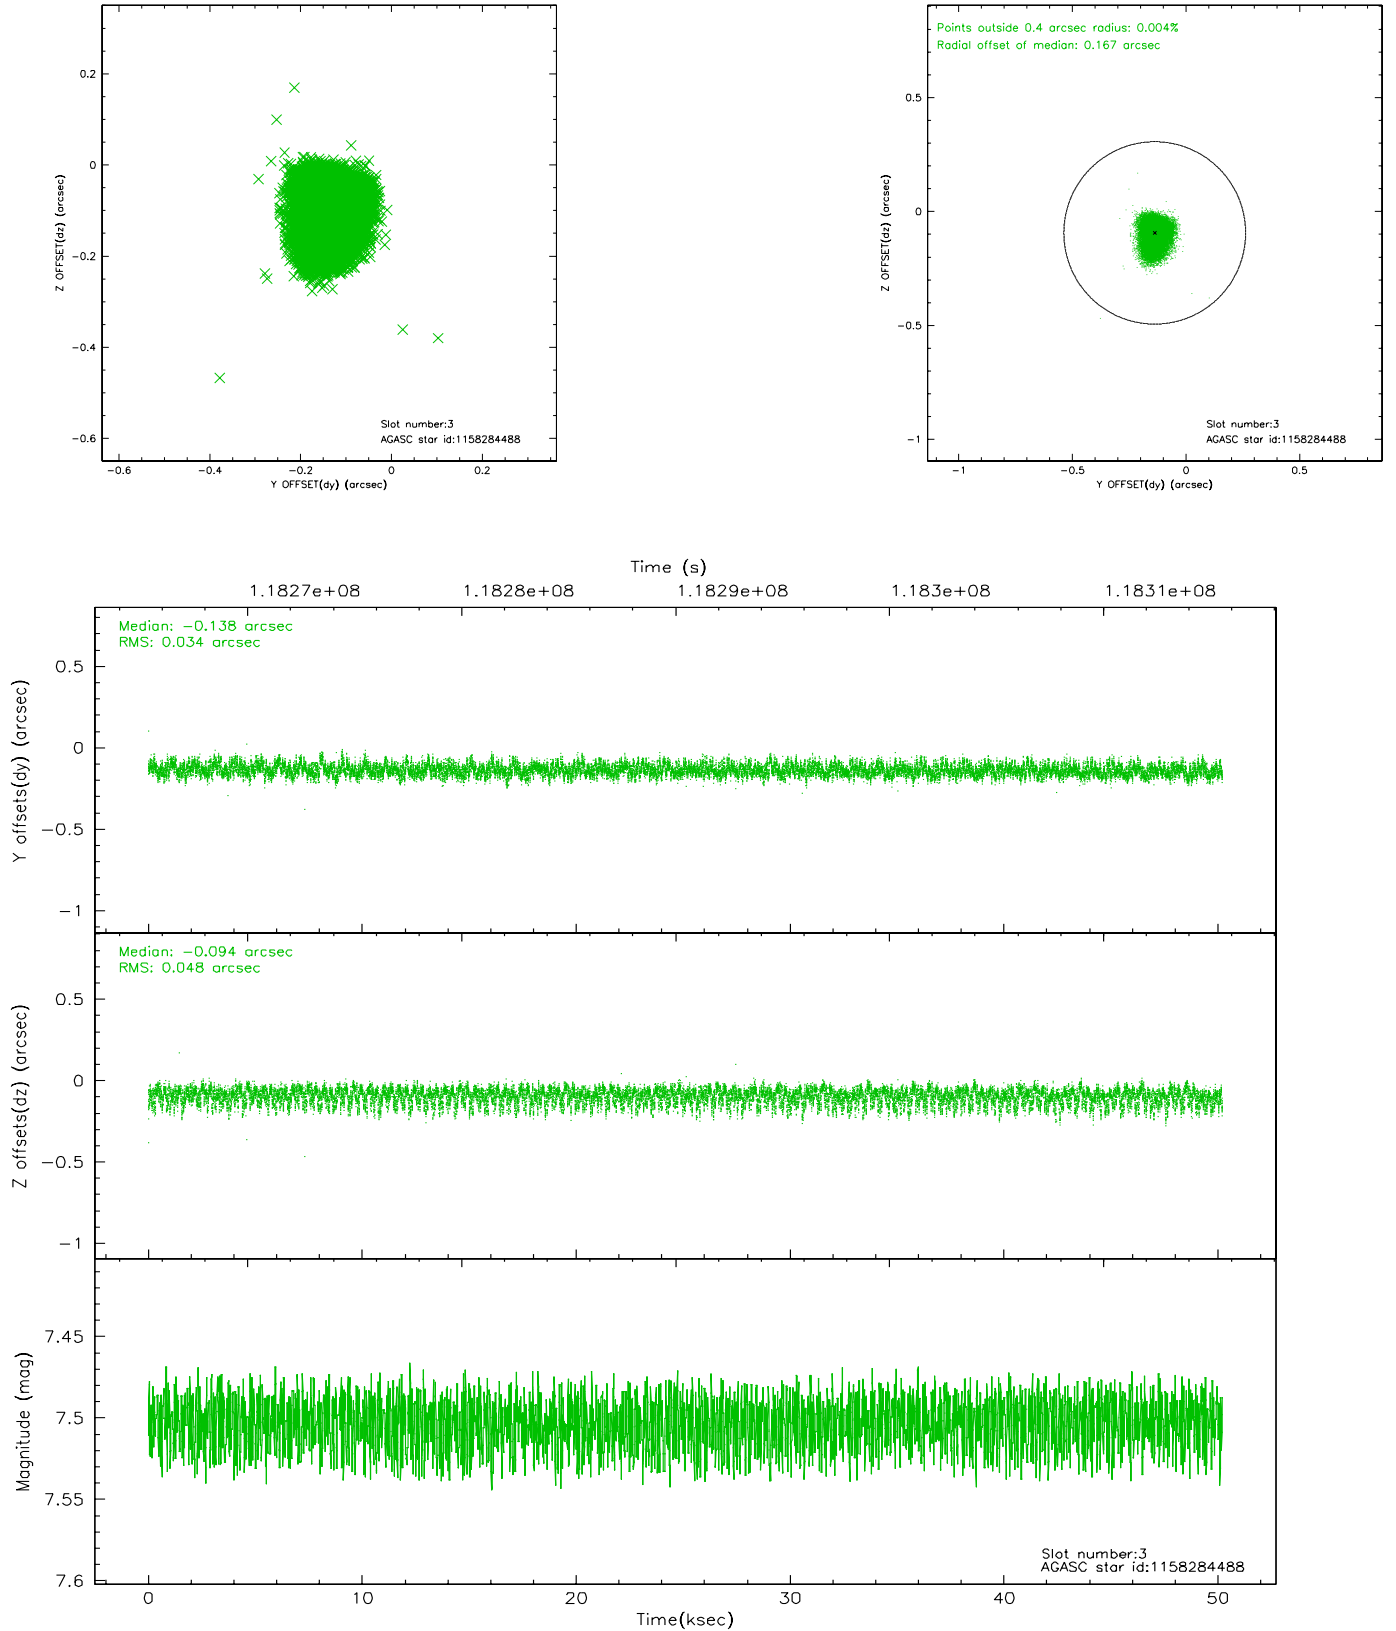 0.2
0
-0.2
-0.4
-0.6
Z OFFSET(dz) (arcsec)
Slot number:3
AGASC star id:1158284488
-0.6 -0.4 -0.2 0 0.2
Y OFFSET(dy) (arcsec)
Points outside 0.4 arcsec radius: 0.004%
Radial offset of median: 0.167 arcsec
0.5
0
-0.5
-1
Z OFFSET(dz) (arcsec)
Slot number:3
AGASC star id:1158284488
-1 -0.5 0 0.5
Y OFFSET(dy) (arcsec)
Time (s)
1.1827e+08 1.1828e+08 1.1829e+08 1.183e+08 1.1831e+08
Median: -0.138 arcsec
RMS: 0.034 arcsec
0.5
0
-0.5
-1
Y offsets(dy) (arcsec)
Median: -0.094 arcsec
RMS: 0.048 arcsec
0.5
0
-0.5
-1
Z offsets(dz) (arcsec)
7.45
7.5
7.55
7.6
Magnitude (mag)
Slot number:3
AGASC star id:1158284488
0 10 20 30 40 50
Time(ksec)